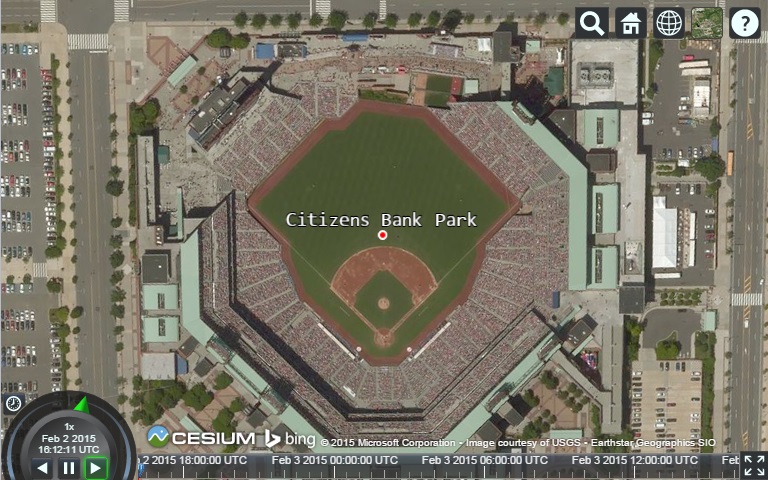 ?
Citizens Bank Park
1x
Feb 2 2015
16:12:11 UTC
CESIUM bing © 2015 Microsoft Corporation - Image courtesy of USGS - Earthstar Geographics SIO
2 2015 18:00:00 UTC Feb 3 2015 00:00:00 UTC Feb 3 2015 06:00:00 UTC Feb 3 2015 12:00:00 UTC Feb